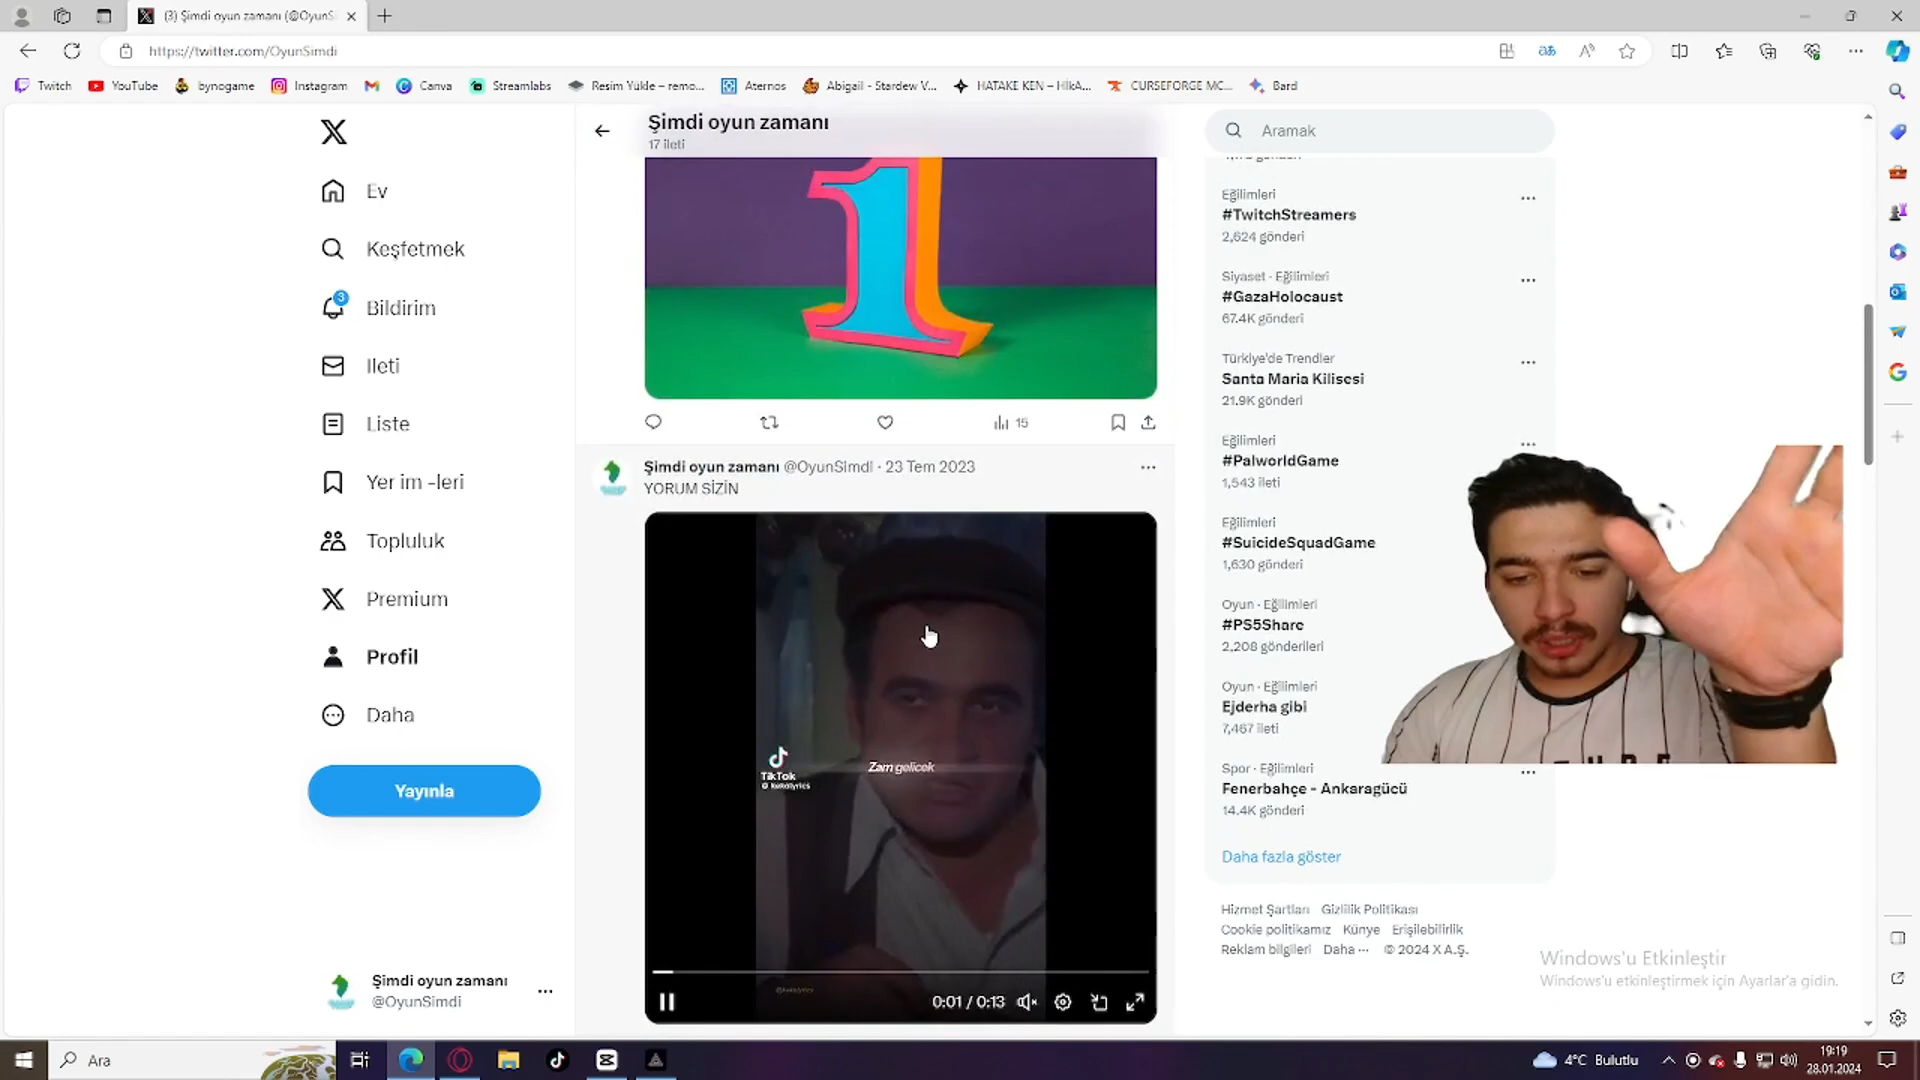 (3) Şimdi oyun zamanı (@OyunSi
https://twitter.com/OyunSimdi
Twitch
YouTube
bynogame
Instagram
Canva
Streamlabs
Resim Yükle – remo...
Aternos
Abigail - Stardew V...
HATAKE KEN – HikA...
CURSEFORGE MC...
Bard
Ev
Keşfetmek
3
Bildirim
Ileti
Liste
Yer im -leri
Topluluk
Premium
Profil
Daha
Yayınla
Şimdi oyun zamanı
@OyunSimdi
Şimdi oyun zamanı
17 ileti
1
15
Şimdi oyun zamanı @OyunSimdi · 23 Tem 2023
YORUM SİZİN
Zam gelicek
TikTok
0:01 / 0:13
Aramak
Eğilimleri
#TwitchStreamers
2,624 gönderi
Siyaset · Eğilimleri
#GazaHolocaust
67.4K gönderi
Türkiye'de Trendler
Santa Maria Kilisesi
21.9K gönderi
Eğilimleri
#PalworldGame
1,543 ileti
Eğilimleri
#SuicideSquadGame
1,630 gönderi
Oyun · Eğilimleri
#PS5Share
2,208 gönderileri
Oyun · Eğilimleri
Ejderha gibi
7,467 ileti
Spor · Eğilimleri
Fenerbahçe - Ankaragücü
14.4K gönderi
Daha fazla göster
Hizmet Şartları Gizlilik Politikası
Cookie politikamız Künye Erişilebilirlik
Reklam bilgileri Daha ··· © 2024 X A.Ş.
Windows'u Etkinleştir
Windows'u etkinleştirmek için Ayarlar'a gidin.
Ara
4°C Bulutlu
19:19
28.01.2024